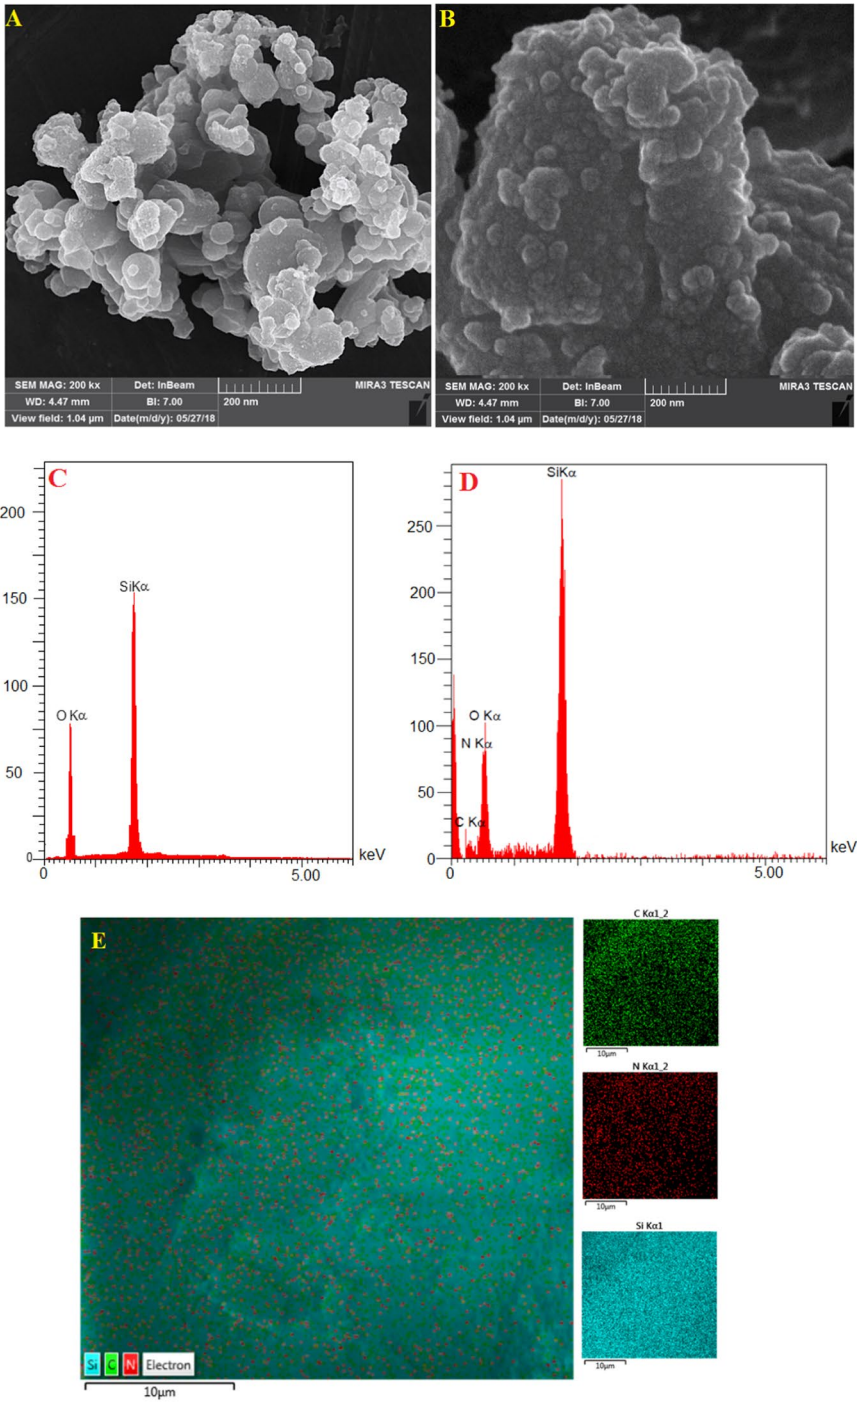 A
B
SEM MAG: 200 kx Det: InBeam MIRA3 TESCAN
WD: 4.47 mm BI: 7.00 200 nm
View field: 1.04 µm Date(m/d/y): 05/27/18
SEM MAG: 200 kx Det: InBeam MIRA3 TESCAN
WD: 4.47 mm BI: 7.00 200 nm
View field: 1.04 µm Date(m/d/y): 05/27/18
C
200
150
100
50
0
SiKα
O Kα
0
5.00
keV
D
250
200
150
100
50
0
SiKα
O Kα
N Kα
C Kα
0
5.00
keV
E
Si C N Electron
10µm
C Kα1_2
10µm
N Kα1_2
10µm
Si Kα1
10µm